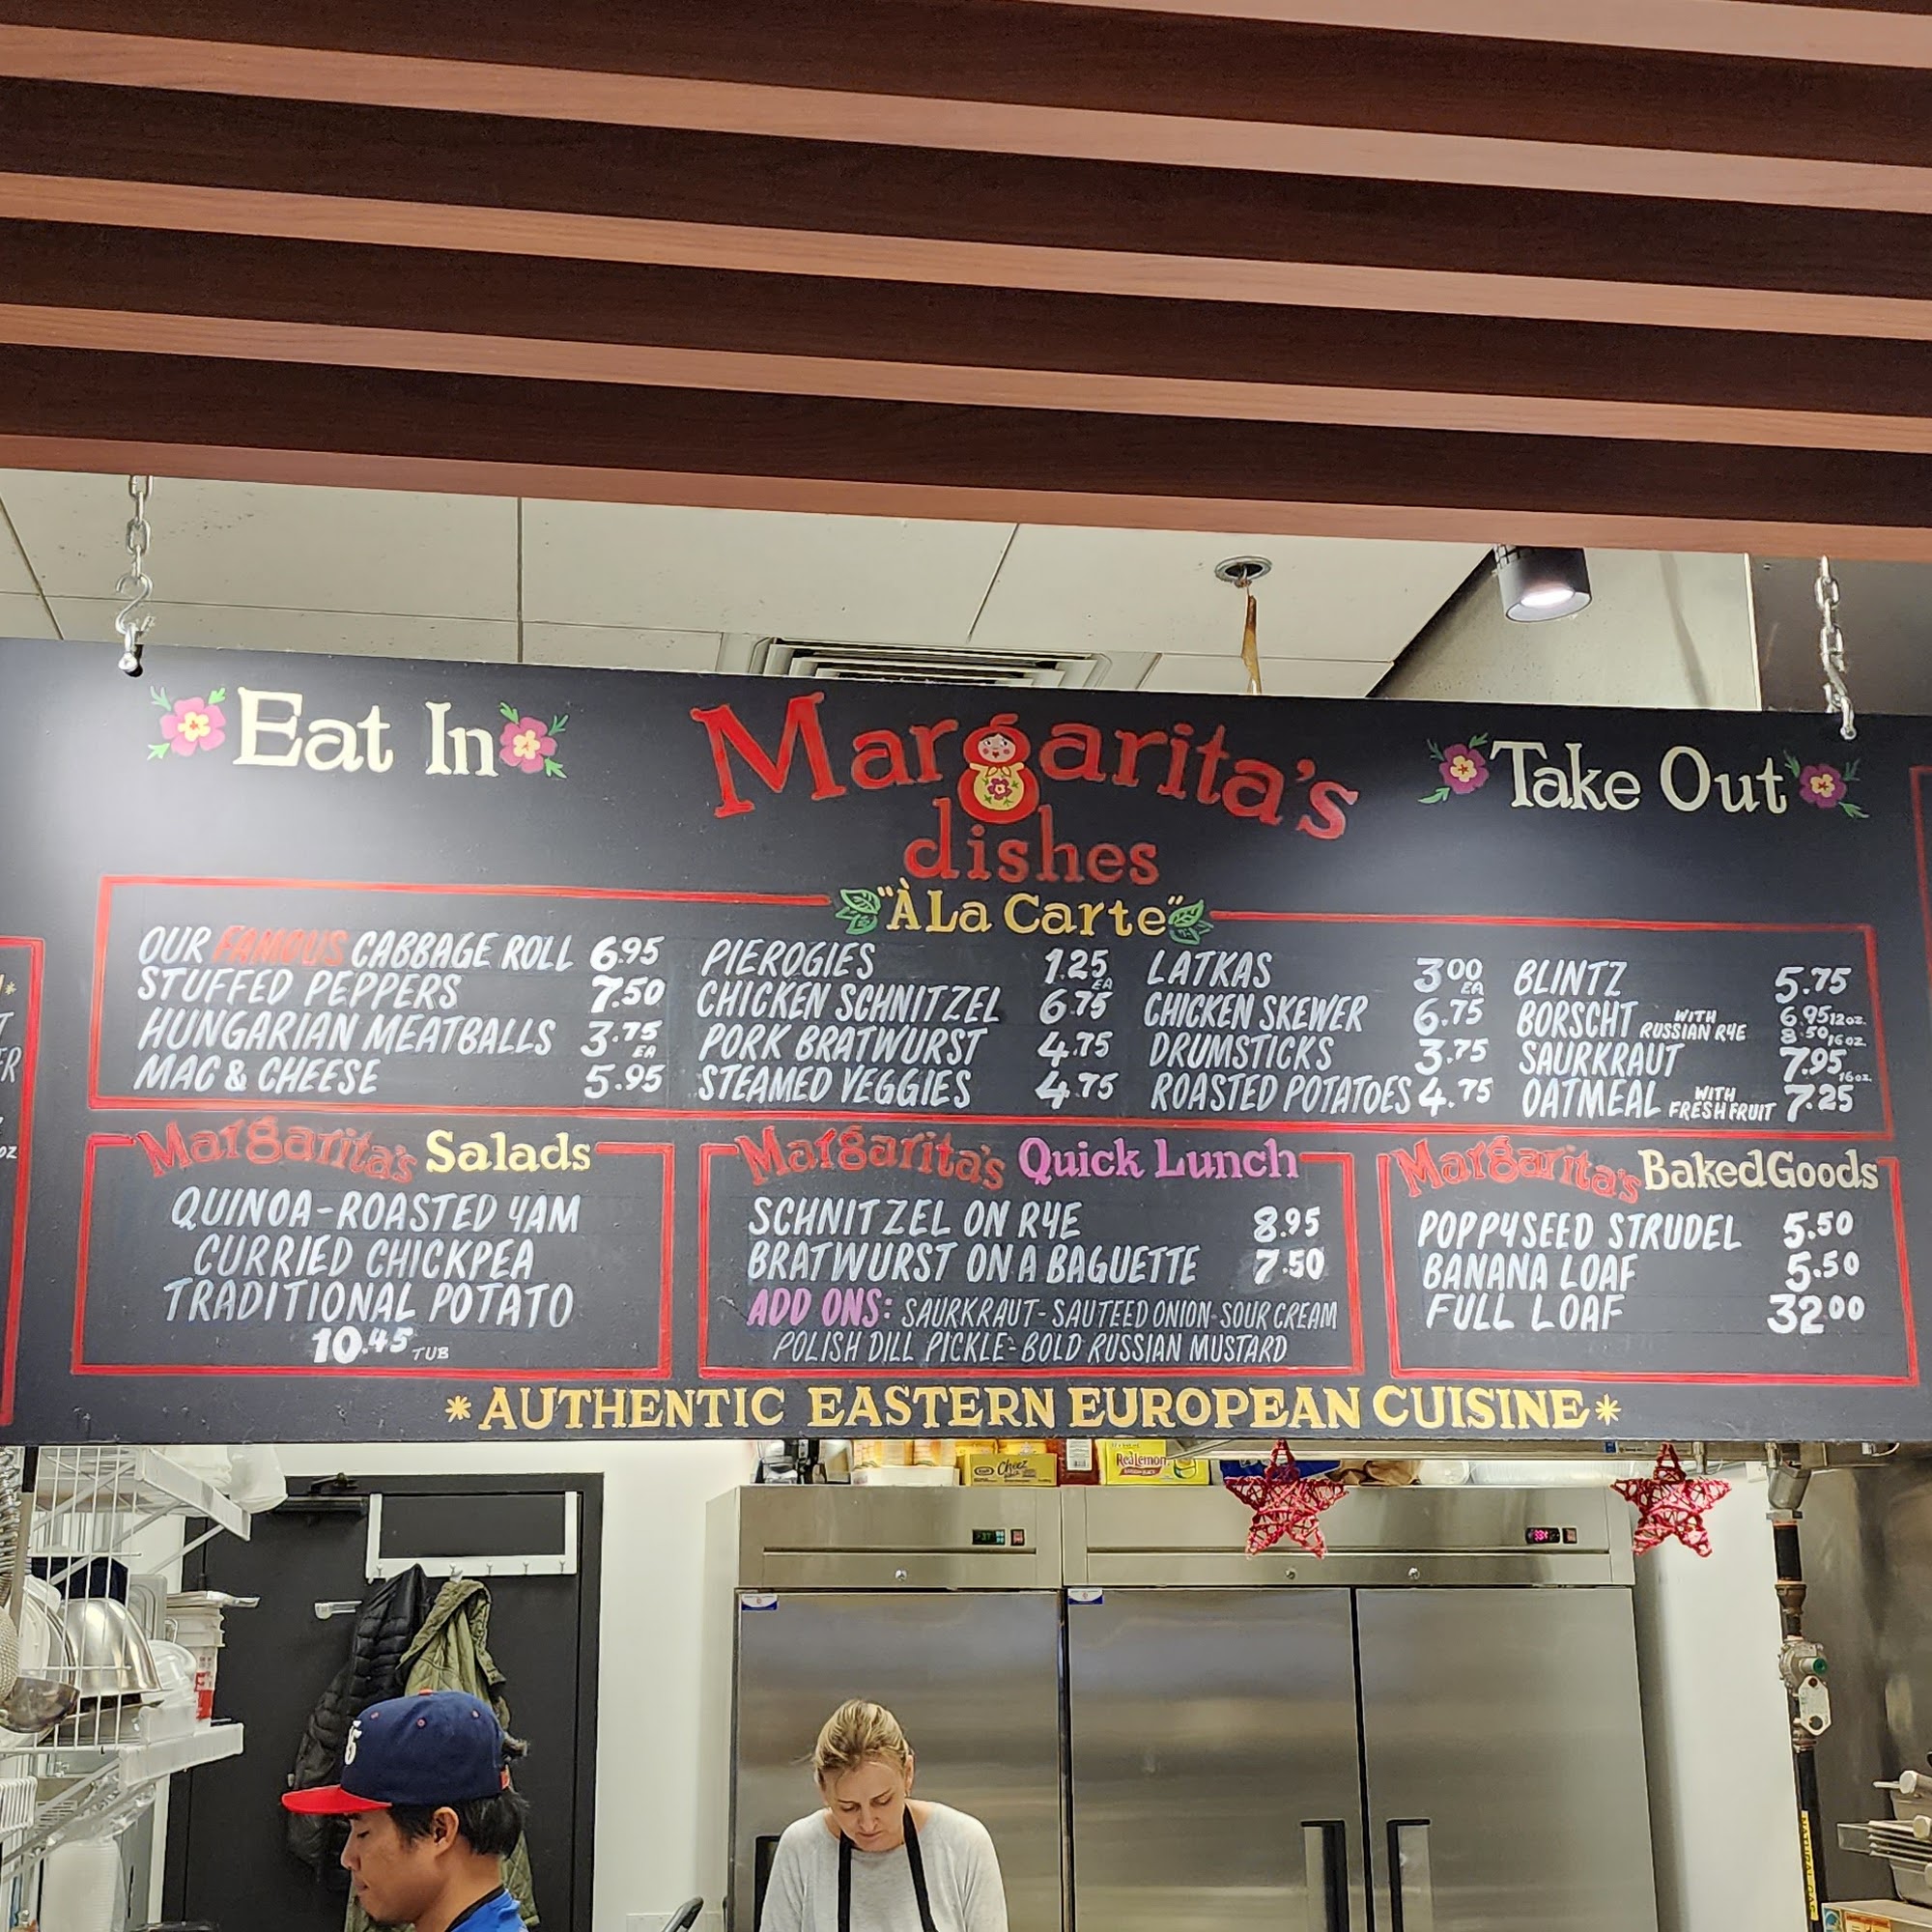 Eat In
Margarita's
dishes
Take Out
"À La Carte"
OUR FAMOUS CABBAGE ROLL 6.95
STUFFED PEPPERS 7.50
HUNGARIAN MEATBALLS 3.75 EA
MAC & CHEESE 5.95
PIEROGIES 1.25 EA
CHICKEN SCHNITZEL 6.75
PORK BRATWURST 4.75
STEAMED VEGGIES 4.75
LATKAS 3.00 EA
CHICKEN SKEWER 6.75
DRUMSTICKS 3.75
ROASTED POTATOES 4.75
BLINTZ 5.75
BORSCHT WITH RUSSIAN RYE 6.95 12oz.
8.50 16oz.
SAURKRAUT 7.95 16oz.
OATMEAL WITH FRESH FRUIT 7.25
Margarita's Salads
QUINOA-ROASTED YAM
CURRIED CHICKPEA
TRADITIONAL POTATO
10.45 TUB
Margarita's Quick Lunch
SCHNITZEL ON RYE 8.95
BRATWURST ON A BAGUETTE 7.50
ADD ONS: SAURKRAUT-SAUTEED ONION-SOUR CREAM
POLISH DILL PICKLE-BOLD RUSSIAN MUSTARD
Margarita's Baked Goods
POPPYSEED STRUDEL 5.50
BANANA LOAF 5.50
FULL LOAF 32.00
*AUTHENTIC EASTERN EUROPEAN CUISINE*
Cheez
ReaLemon